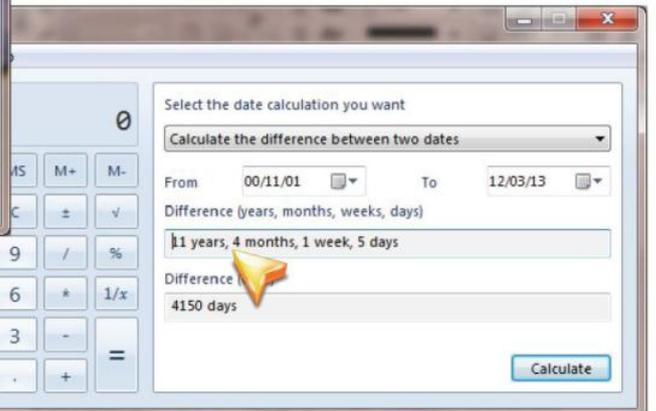 0
Select the date calculation you want
Calculate the difference between two dates
MS M+ M-
From 00/11/01 To 12/03/13
± √
Difference (years, months, weeks, days)
9 / %
11 years, 4 months, 1 week, 5 days
Difference
6 * 1/x
4150 days
3 - =
. +
Calculate